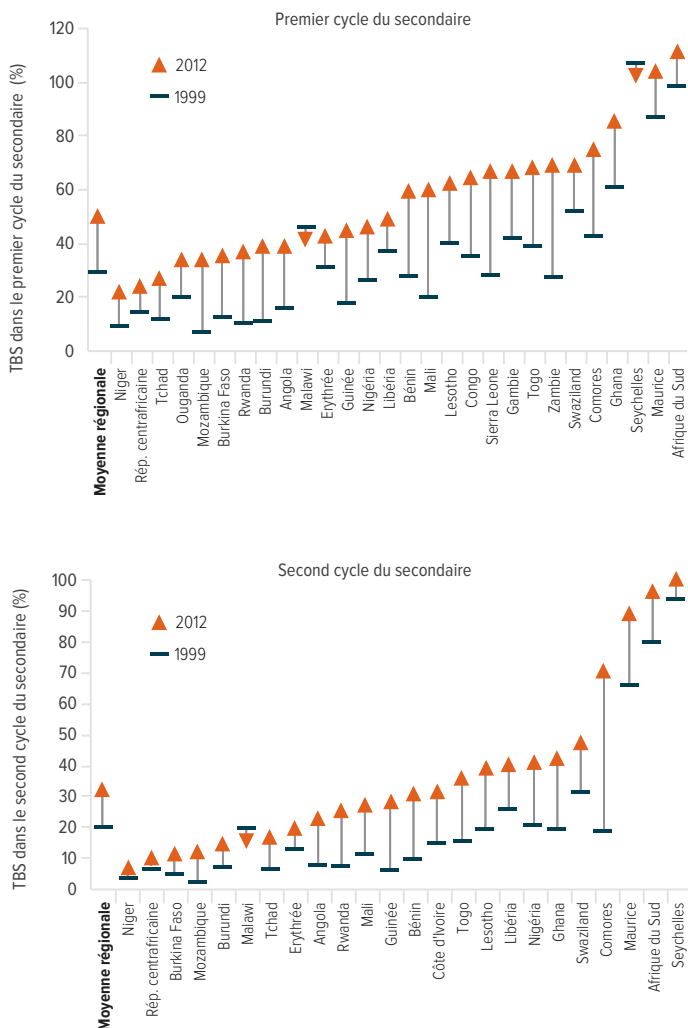 Premier cycle du secondaire
TBS dans le premier cycle du secondaire (%)
120
100
80
60
40
20
0
2012
1999
Moyenne régionale
Niger
Rép. centrafricaine
Tchad
Ouganda
Mozambique
Burkina Faso
Rwanda
Burundi
Angola
Malawi
Erythrée
Guinée
Nigéria
Libéria
Bénin
Mali
Lesotho
Congo
Sierra Leone
Gambie
Togo
Zambie
Swaziland
Comores
Ghana
Seychelles
Maurice
Afrique du Sud
Second cycle du secondaire
TBS dans le second cycle du secondaire (%)
100
90
80
70
60
50
40
30
20
10
0
2012
1999
Moyenne régionale
Niger
Rép. centrafricaine
Burkina Faso
Mozambique
Burundi
Malawi
Tchad
Erythrée
Angola
Rwanda
Mali
Guinée
Bénin
Côte d'Ivoire
Togo
Lesotho
Libéria
Nigéria
Ghana
Swaziland
Comores
Maurice
Afrique du Sud
Seychelles